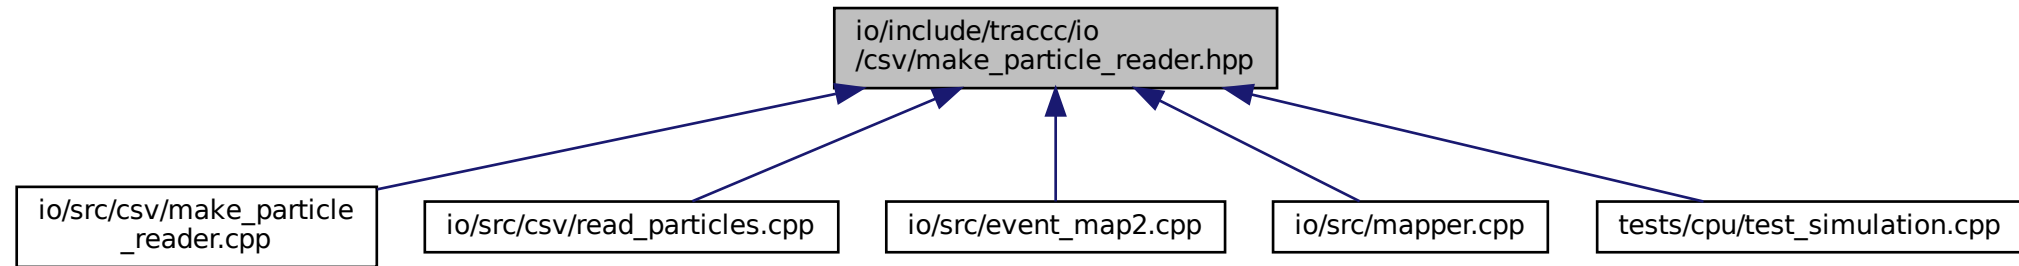 io/include/traccc/io
/csv/make_particle_reader.hpp
io/src/csv/make_particle
_reader.cpp
io/src/csv/read_particles.cpp
io/src/event_map2.cpp
io/src/mapper.cpp
tests/cpu/test_simulation.cpp